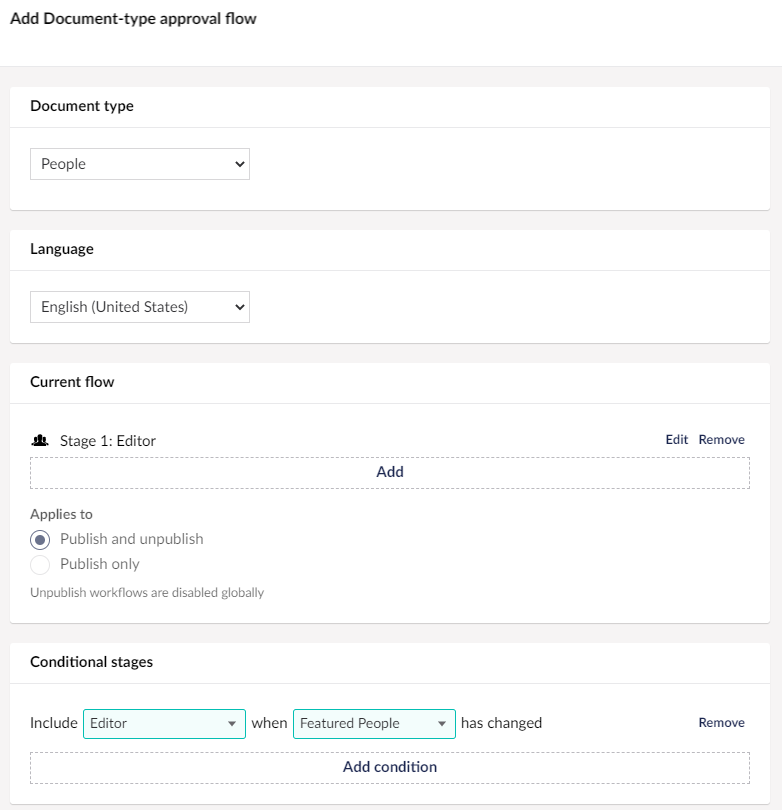 Add Document-type approval flow
Document type
People
Language
English (United States)
Current flow
Stage 1: Editor Edit Remove
Add
Applies to
Publish and unpublish
Publish only
Unpublish workflows are disabled globally
Conditional stages
Include Editor when Featured People has changed Remove
Add condition